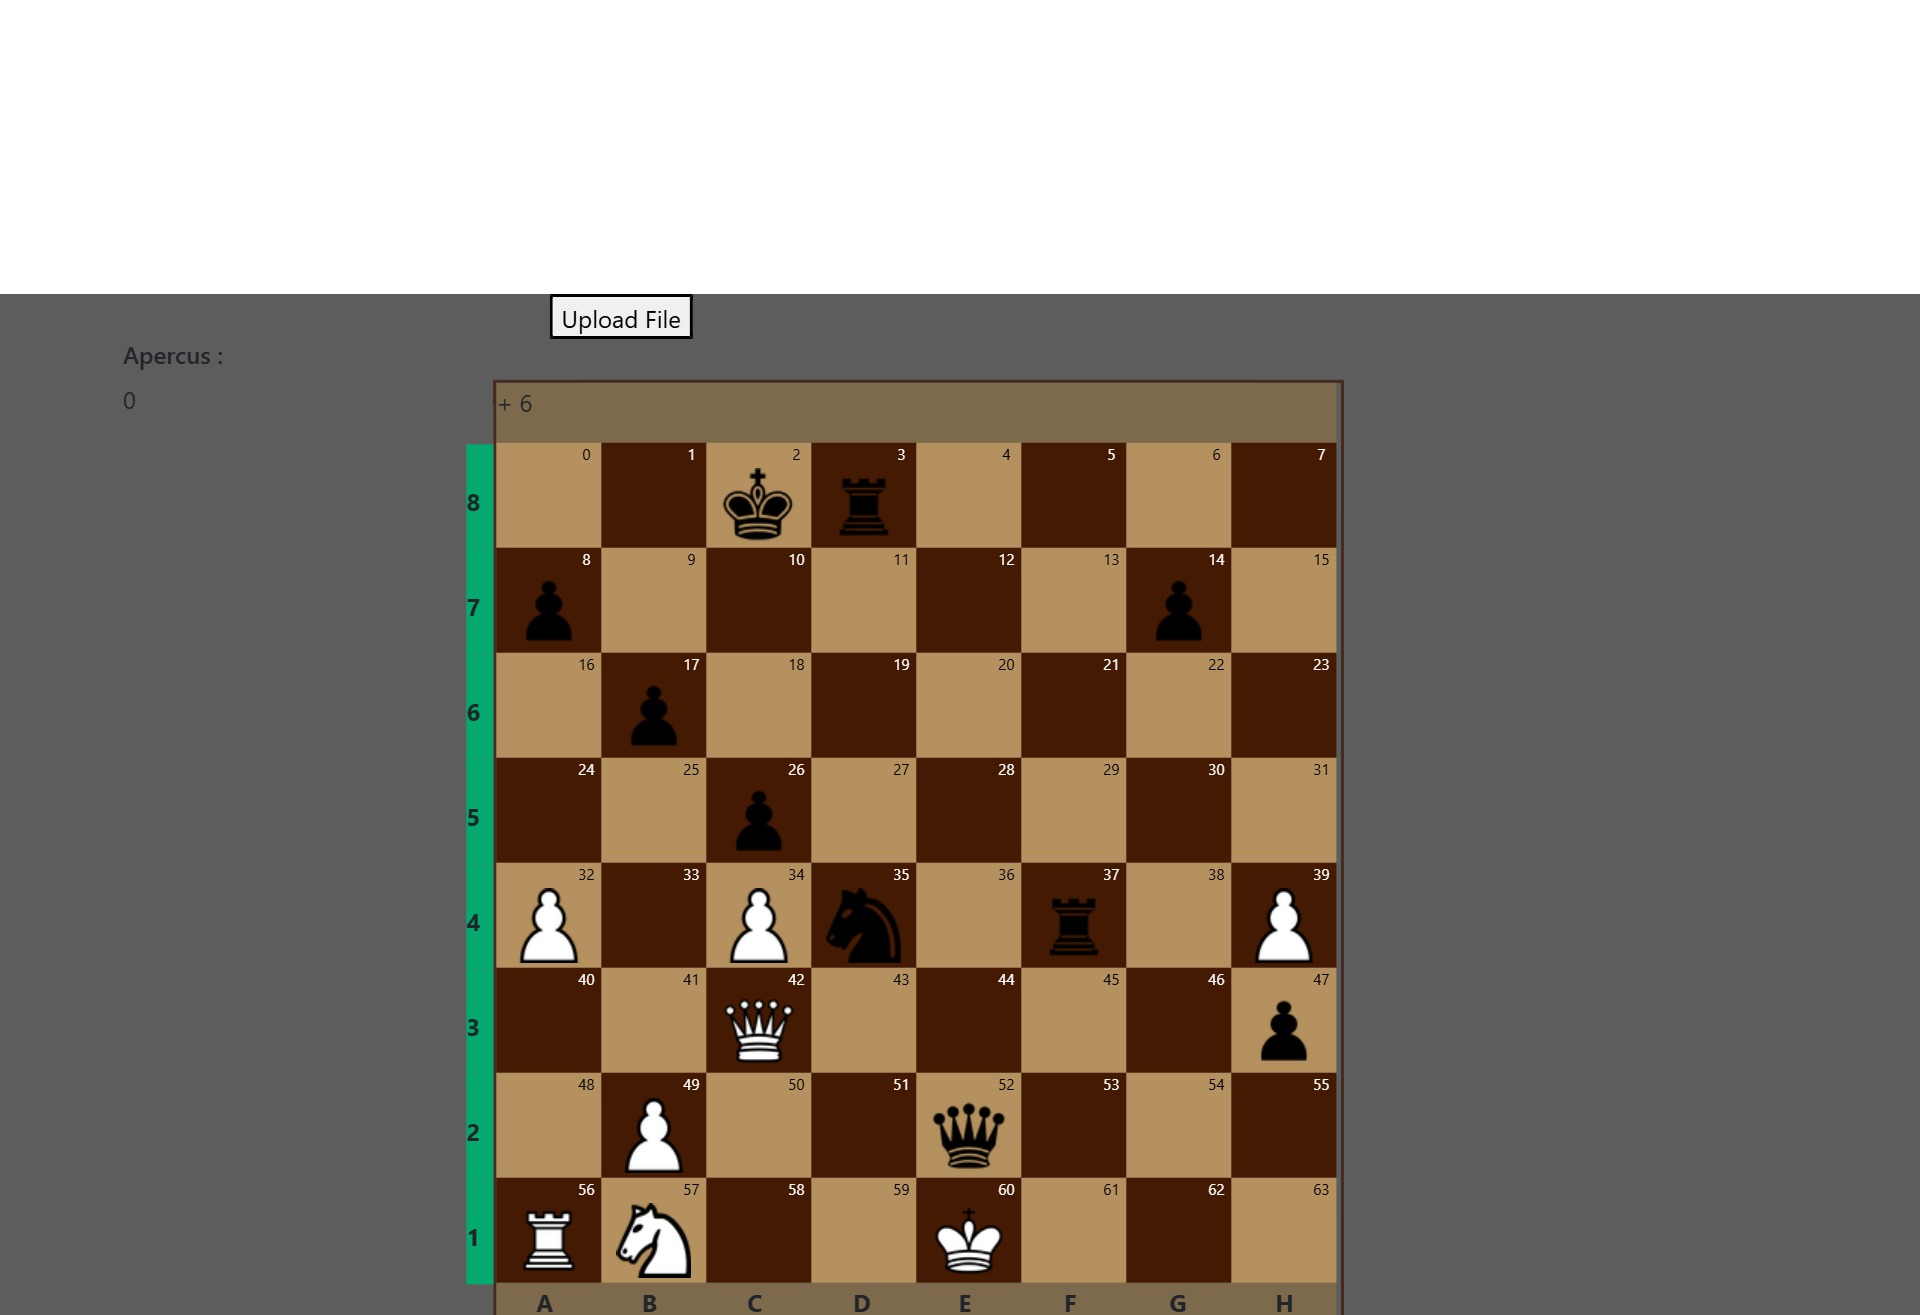 Upload File
Apercus :
0
+ 6
0 1 2 3 4 5 6 7
8
8 9 10 11 12 13 14 15
7
16 17 18 19 20 21 22 23
6
24 25 26 27 28 29 30 31
5
32 33 34 35 36 37 38 39
4
40 41 42 43 44 45 46 47
3
48 49 50 51 52 53 54 55
2
56 57 58 59 60 61 62 63
1
A B C D E F G H